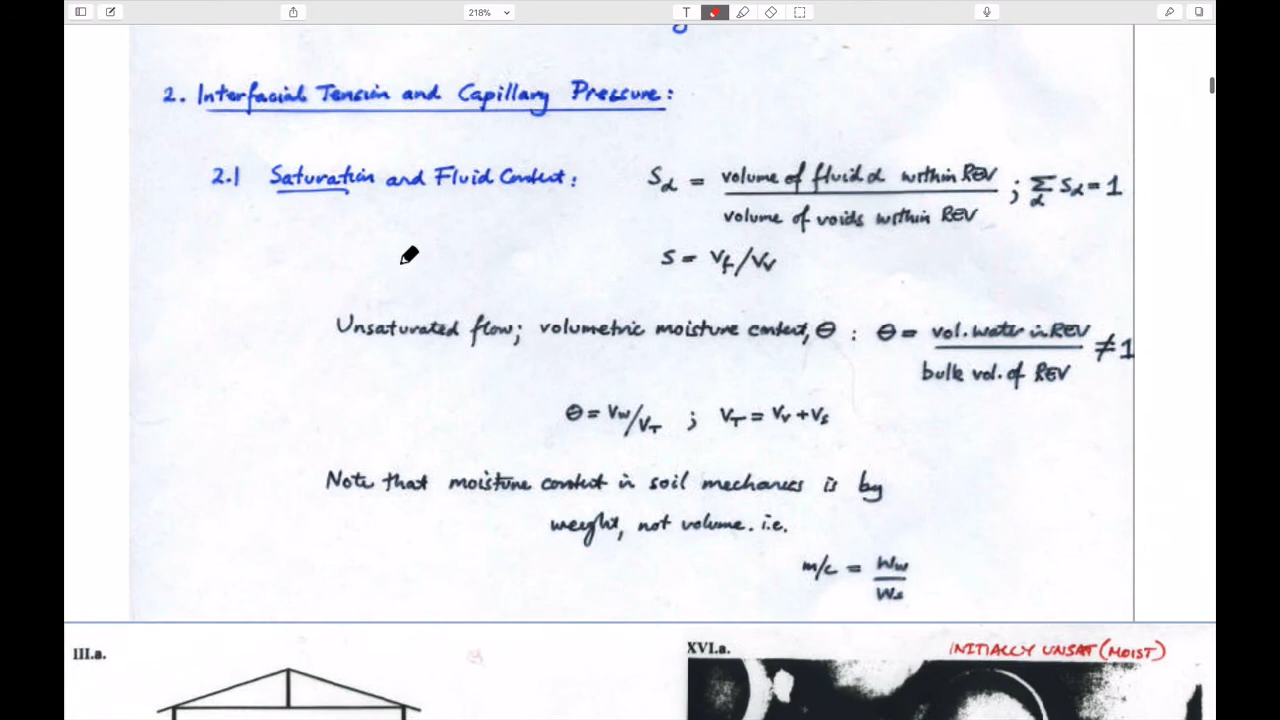 218%
T
2. Interfacial Tension and Capillary Pressure:
2.1 Saturation and Fluid Content: Sα = volume of fluid α within REV / volume of voids within REV ; ∑α Sα = 1
S = Vf/Vv
Unsaturated flow; volumetric moisture content, θ : θ = vol. water in REV / bulk vol. of REV ≠ 1
θ = Vw/VT ; VT = Vv + Vs
Note that moisture content in soil mechanics is by
weight, not volume. i.e.
m/c = Ww / Ws
III.a.
XVI.a.
INITIALLY UNSAT (MOIST)